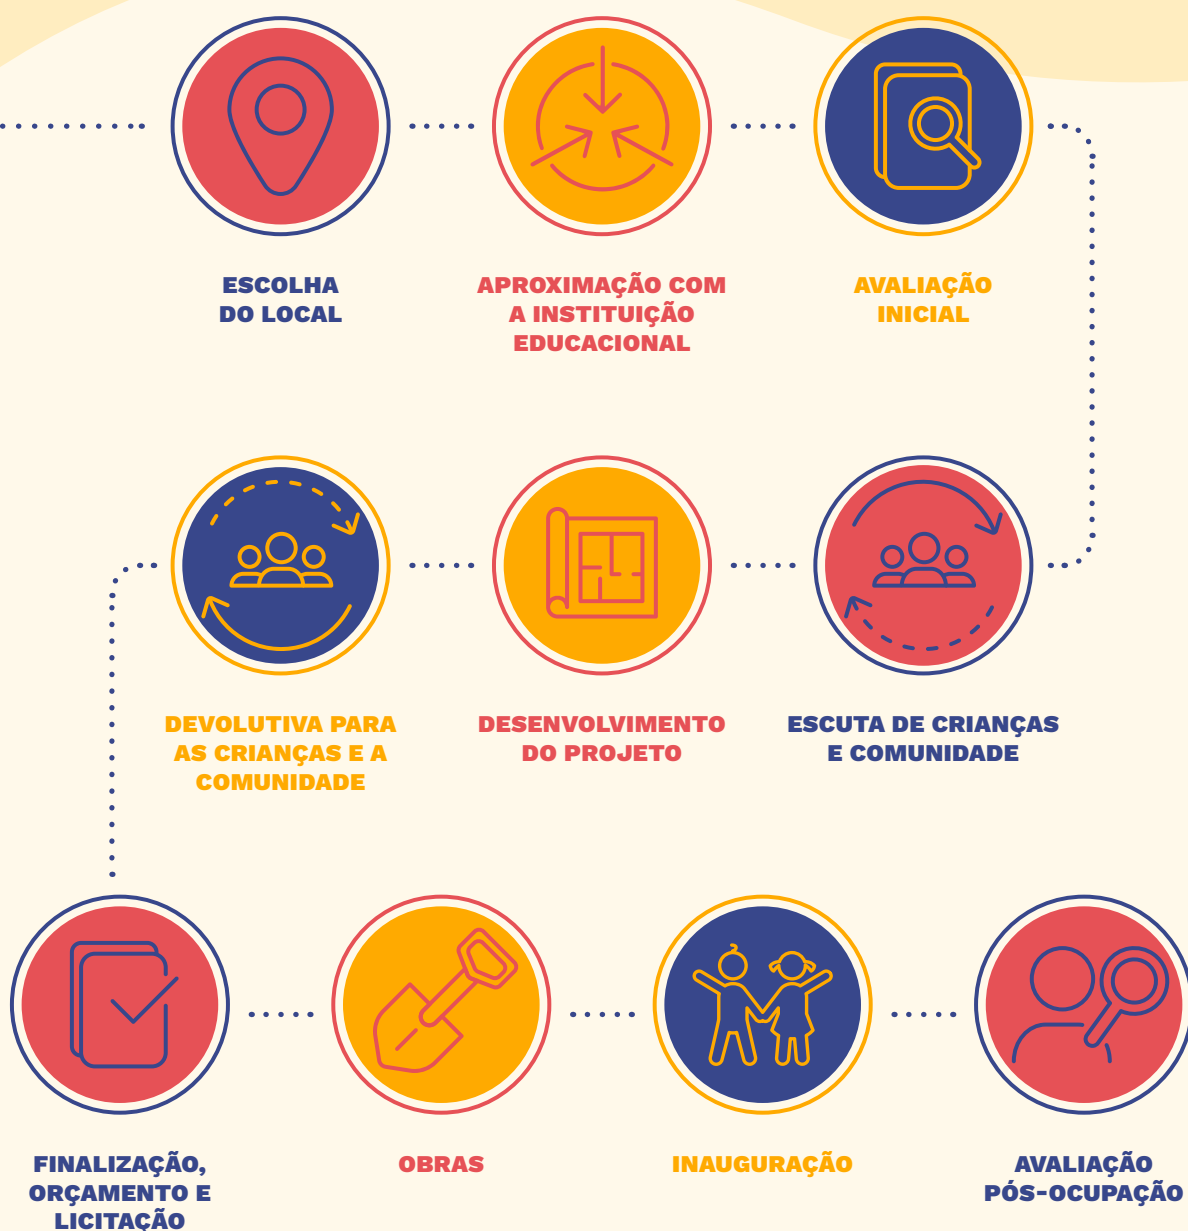 ESCOLHA
DO LOCAL
APROXIMAÇÃO COM
A INSTITUIÇÃO
EDUCACIONAL
AVALIAÇÃO
INICIAL
DEVOLUTIVA PARA
AS CRIANÇAS E A
COMUNIDADE
DESENVOLVIMENTO
DO PROJETO
ESCUTA DE CRIANÇAS
E COMUNIDADE
FINALIZAÇÃO,
ORÇAMENTO E
LICITAÇÃO
OBRAS
INAUGURAÇÃO
AVALIAÇÃO
PÓS-OCUPAÇÃO